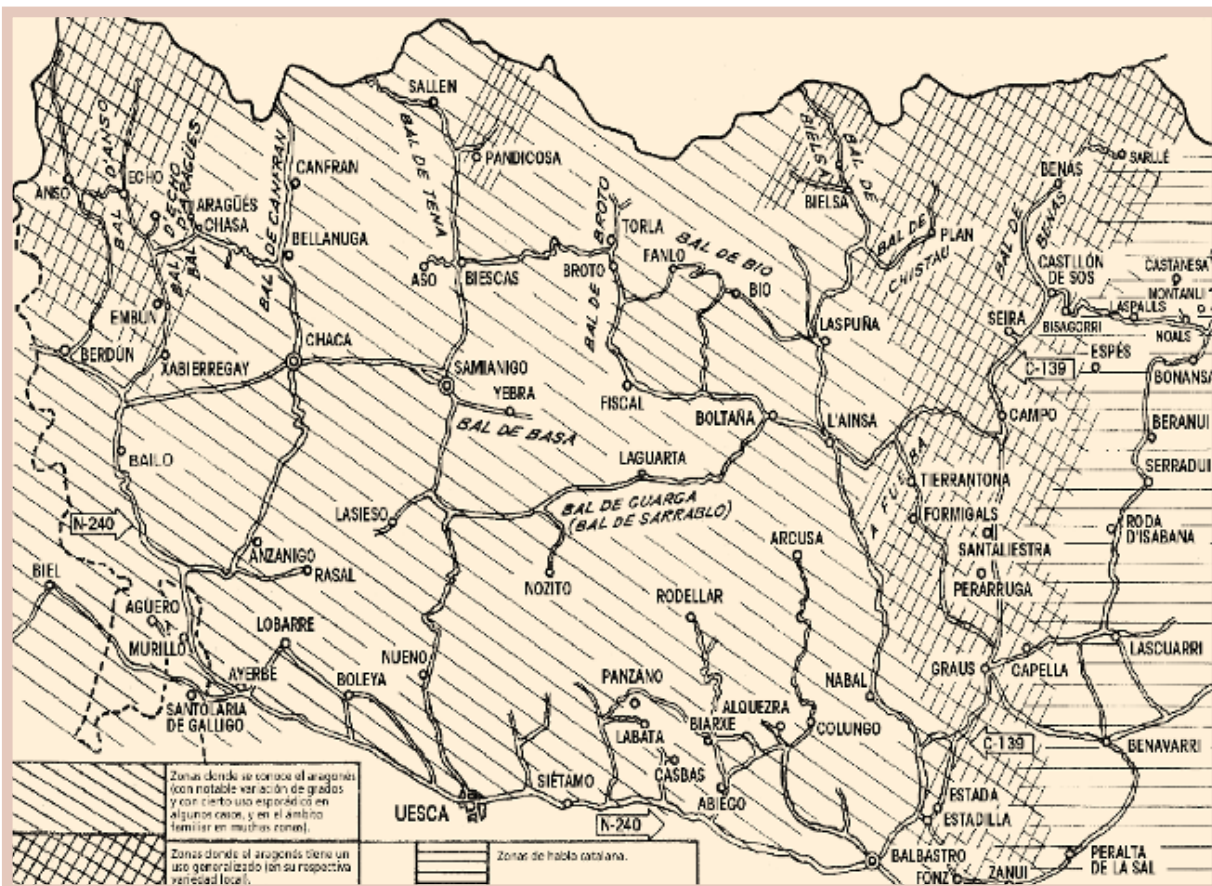 SALLEN
BAL DE TENA
PANDICOSA
BAL DE CANFRAN
CANFRAN
ANSO
BAL D'ANSO
ECHO
BAL D'ECHO
BAL D'ARAGUÉS
ARAGÜÉS
CHASA
BELLANUGA
ASO
BIESCAS
BAL DE BROTO
TORLA
BROTO
FANLO
BAL DE BIO
BIO
BAL DE
BIELSA
BIELSA
BAL DE
CHISTAU
BAL DE
PLAN
BAL DE
BENAS
BENAS
SARLLÉ
CASTILLÓN
DE SOS
CASTANESA
MONTANUI
LASPAULS
BISAGORRI
NOALS
SEIRA
ESPÉS
C-139
BONANSA
EMBÚN
BERDÚN
XABIERREGAY
CHACA
SAMIANIGO
YEBRA
BAL DE BASA
FISCAL
LASPUÑA
BOLTAÑA
L'AINSA
CAMPO
BERANUI
SERRADUI
BAILO
LAGUARTA
BAL DE GUARGA
(BAL DE SARRABLO)
A FUEBA
TIERRANTONA
FORMIGALS
SANTALIESTRA
PERARRUGA
RODA
D'ISABANA
N-240
LASIESO
ANZANIGO
RASAL
NOZITO
ARCUSA
BIEL
AGÜERO
MURILLO
LOBARRE
AYERBE
BOLEYA
NUENO
RODELLAR
PANZANO
LABATA
BIARXE
ALQUEZRA
COLUNGO
NABAL
GRAUS
CAPELLA
LASCUARRI
SANTOLARIA
DE GALLIGO
CASBAS
ABIEGO
C-139
BENAVARRI
UESCA
SIÉTAMO
N-240
ESTADA
ESTADILLA
BALBASTRO
FONZ
ZANUI
PERALTA
DE LA SAL
Zonas donde se conoce el aragonés
(con notable variación de grados
y con cierto uso esporádico en
algunos casos, y en el ámbito
familiar en muchas zonas).
Zonas donde el aragonés tiene un
uso generalizado (en su respectiva
variedad local).
Zonas de habla catalana.